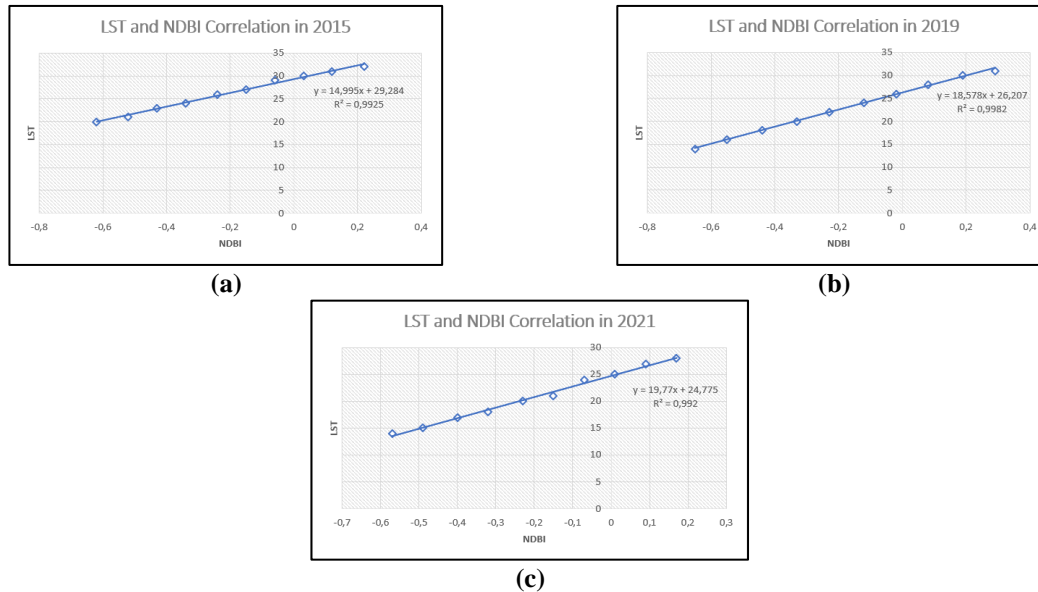 LST and NDBI Correlation in 2015
35
30
25
20
15
10
5
0
y = 14,995x + 29,284
R² = 0,9925
LST
-0,8
-0,6
-0,4
-0,2
0
0,2
0,4
NDBI
(a)
LST and NDBI Correlation in 2019
35
30
25
20
15
10
5
0
y = 18,578x + 26,207
R² = 0,9982
LST
-0,8
-0,6
-0,4
-0,2
0
0,2
0,4
NDBI
(b)
LST and NDBI Correlation in 2021
30
25
20
15
10
5
0
y = 19,77x + 24,775
R² = 0,992
LST
-0,7
-0,6
-0,5
-0,4
-0,3
-0,2
-0,1
0
0,1
0,2
0,3
NDBI
(c)